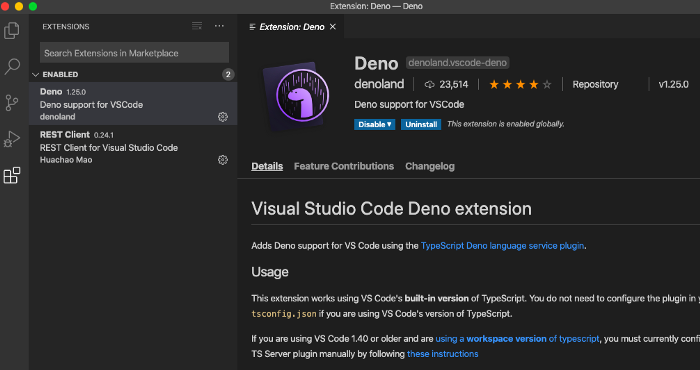 Extension: Deno — Deno
EXTENSIONS
Extension: Deno
Search Extensions in Marketplace
ENABLED 2
Deno 1.25.0
Deno support for VSCode
denoland
REST Client 0.24.1
REST Client for Visual Studio Code
Huachao Mao
Deno denoland.vscode-deno
denoland 23,514 Repository v1.25.0
Deno support for VSCode
Disable Uninstall This extension is enabled globally.
Details Feature Contributions Changelog
Visual Studio Code Deno extension
Adds Deno support for VS Code using the TypeScript Deno language service plugin.
Usage
This extension works using VS Code's built-in version of TypeScript. You do not need to configure the plugin in
tsconfig.json if you are using VS Code's version of TypeScript.
If you are using VS Code 1.40 or older and are using a workspace version of typescript, you must currently
TS Server plugin manually by following these instructions